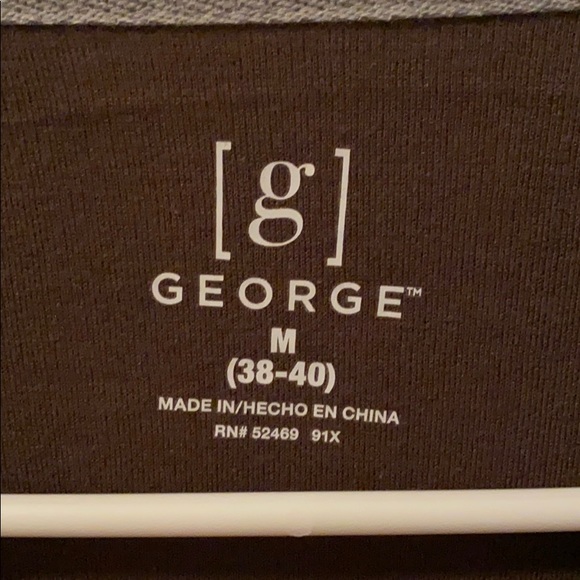 [g]
GEORGE™
M
(38-40)
MADE IN/HECHO EN CHINA
RN# 52469 91X